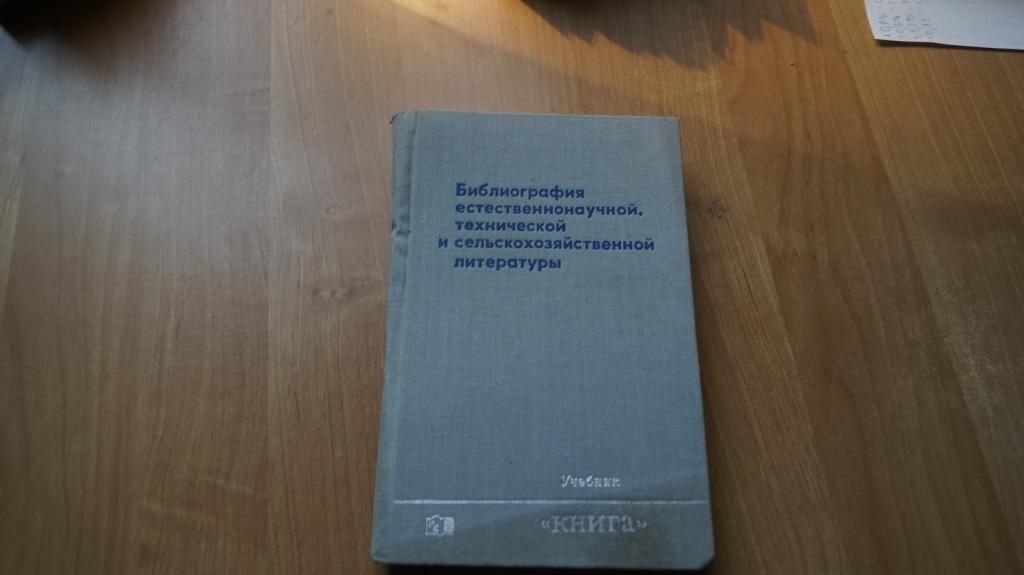 Библиография
естественнонаучной,
технической
и сельскохозяйственной
литературы
Учебник
«КНИГА»